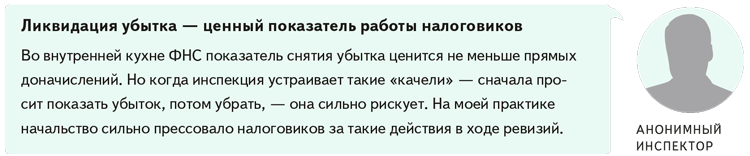 Ликвидация убытка — ценный показатель работы налоговиков
Во внутренней кухне ФНС показатель снятия убытка ценится не меньше прямых
доначислений. Но когда инспекция устраивает такие «качели» — сначала про-
сит показать убыток, потом убрать, — она сильно рискует. На моей практике
начальство сильно прессовало налоговиков за такие действия в ходе ревизий.
АНОНИМНЫЙ
ИНСПЕКТОР